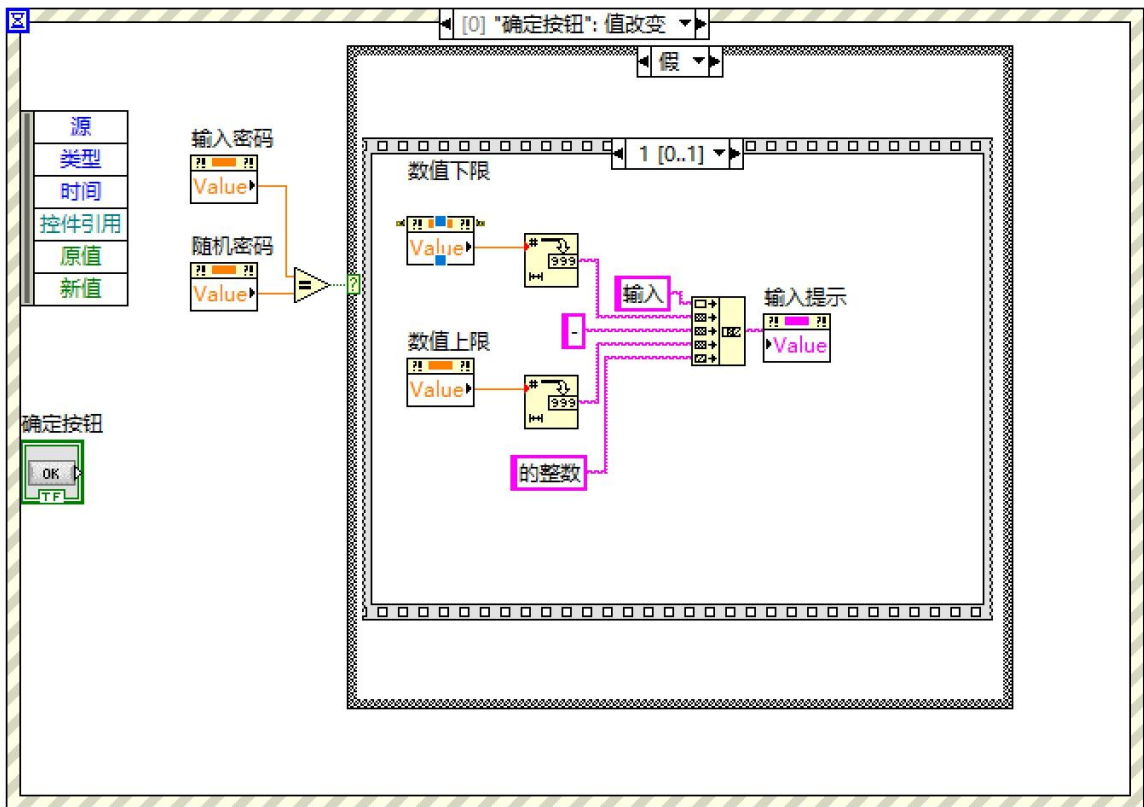 [0] "确定按钮": 值改变
假
源
类型
时间
控件引用
原值
新值
输入密码
?! ?!
Value
随机密码
?! ?!
Value
=
?
1 [0..1]
数值下限
?! ?!
Value
#
999
输入
-
输入提示
?! ?!
Value
数值上限
?! ?!
Value
#
999
的整数
确定按钮
OK
TF